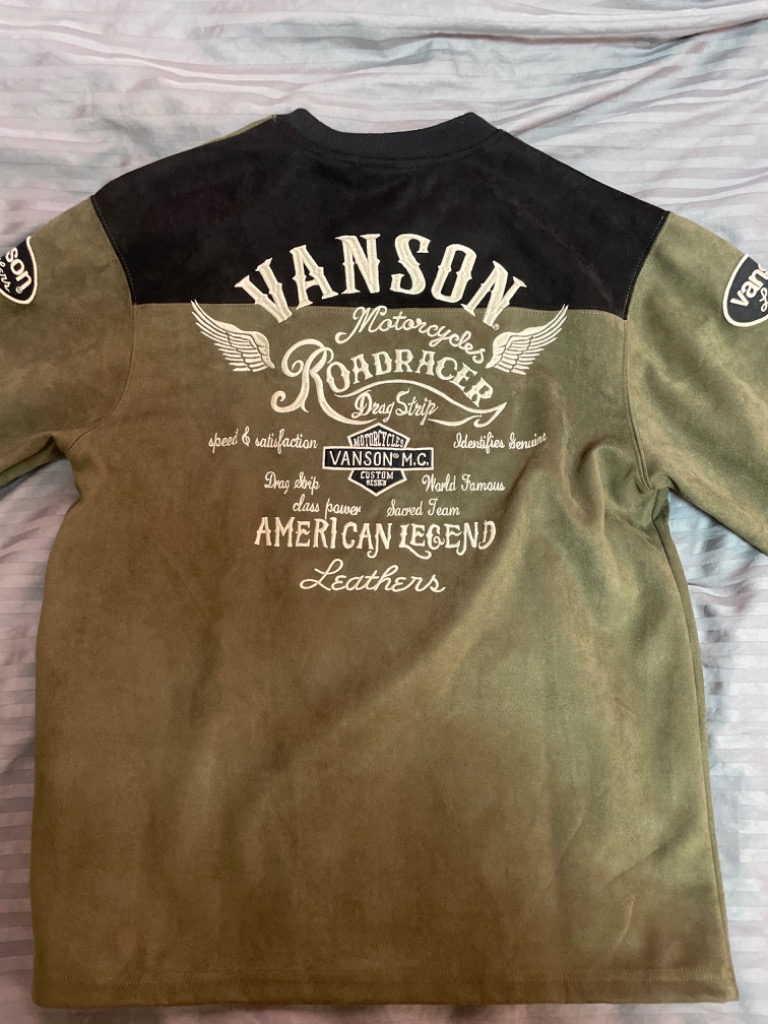 VANSON®
Motorcycles
ROADRACER
Drag Strip
speed & satisfaction
MOTORCYCLES
VANSON® M.C.
CUSTOM
DESIGN
Identifies Genuine
Drag Strip
World Famous
class power
Sacred Team
AMERICAN LEGEND
Leathers